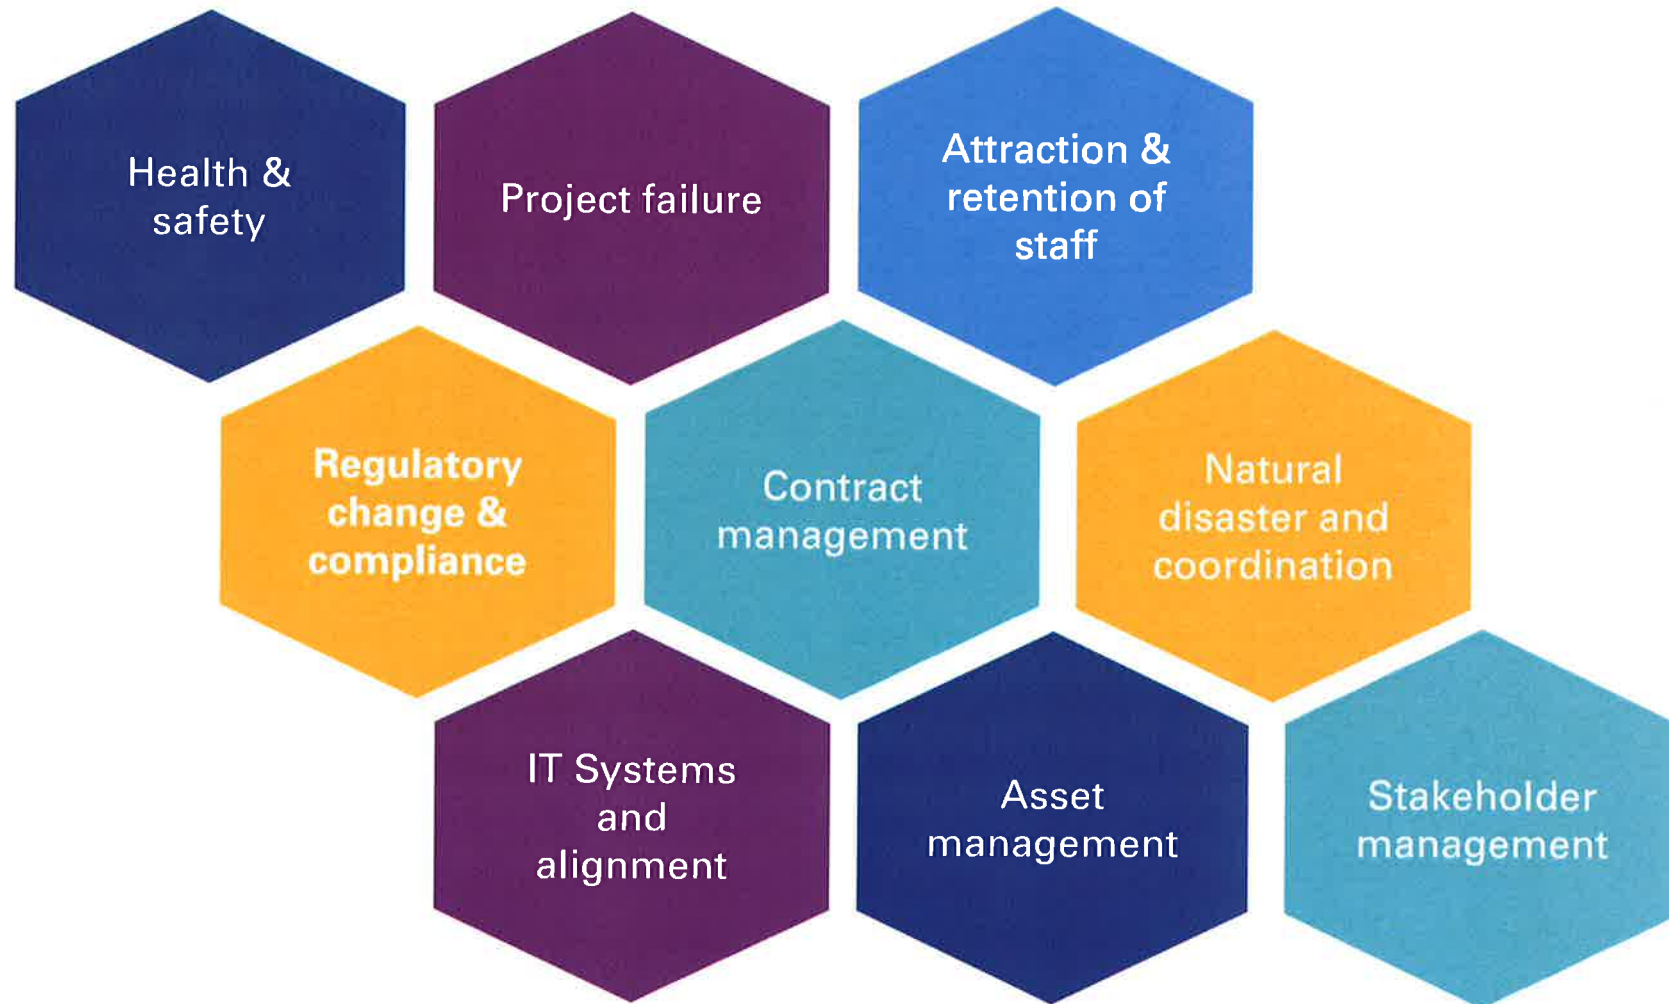 Health &
safety
Project failure
Attraction &
retention of
staff
Regulatory
change &
compliance
Contract
management
Natural
disaster and
coordination
IT Systems
and
alignment
Asset
management
Stakeholder
management